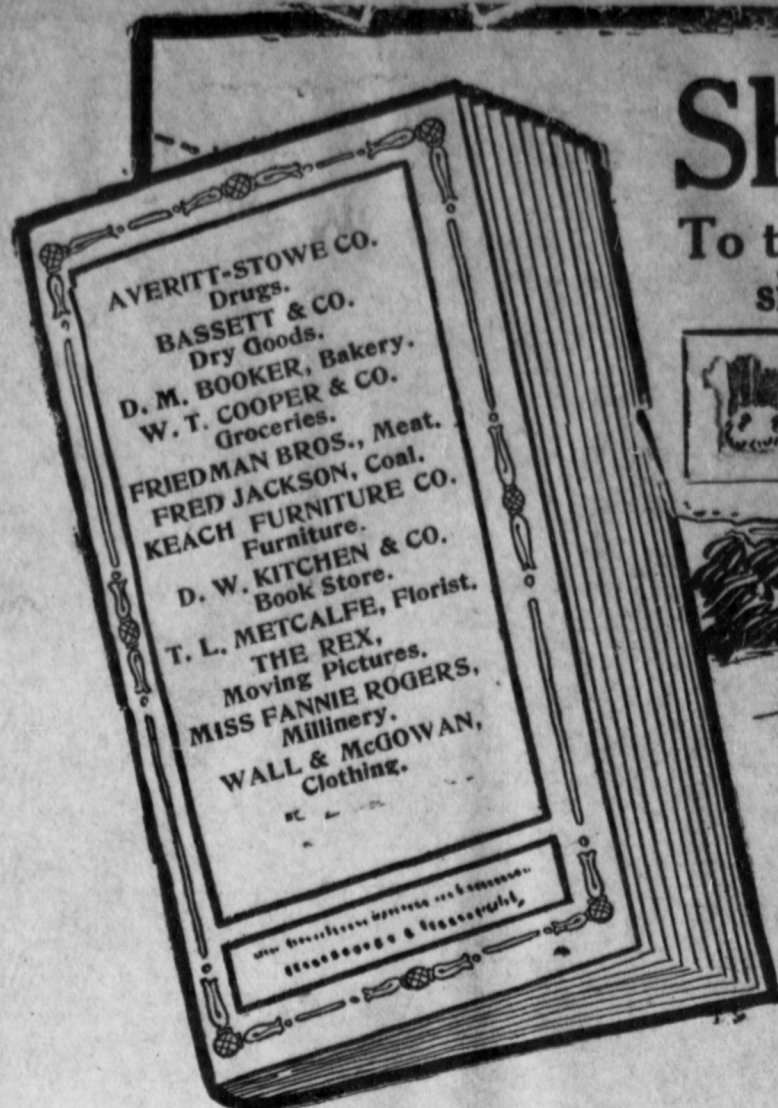 AVERITT-STOWE CO.
Drugs.
BASSETT & CO.
Dry Goods.
D. M. BOOKER, Bakery.
W. T. COOPER & CO.
Groceries.
FRIEDMAN BROS., Meat.
FRED JACKSON, Coal.
KEACH FURNITURE CO.
Furniture.
D. W. KITCHEN & CO.
Book Store.
T. L. METCALFE, Florist.
THE REX,
Moving Pictures.
MISS FANNIE ROGERS,
Millinery.
WALL & McGOWAN,
Clothing.
To t
s